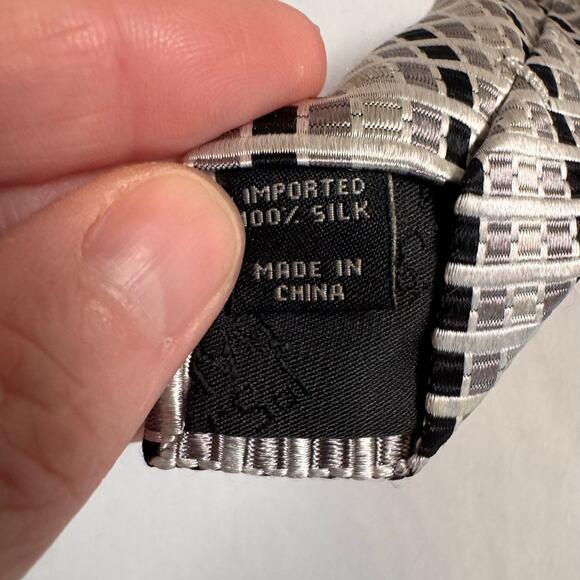 IMPORTED
100% SILK
MADE IN
CHINA